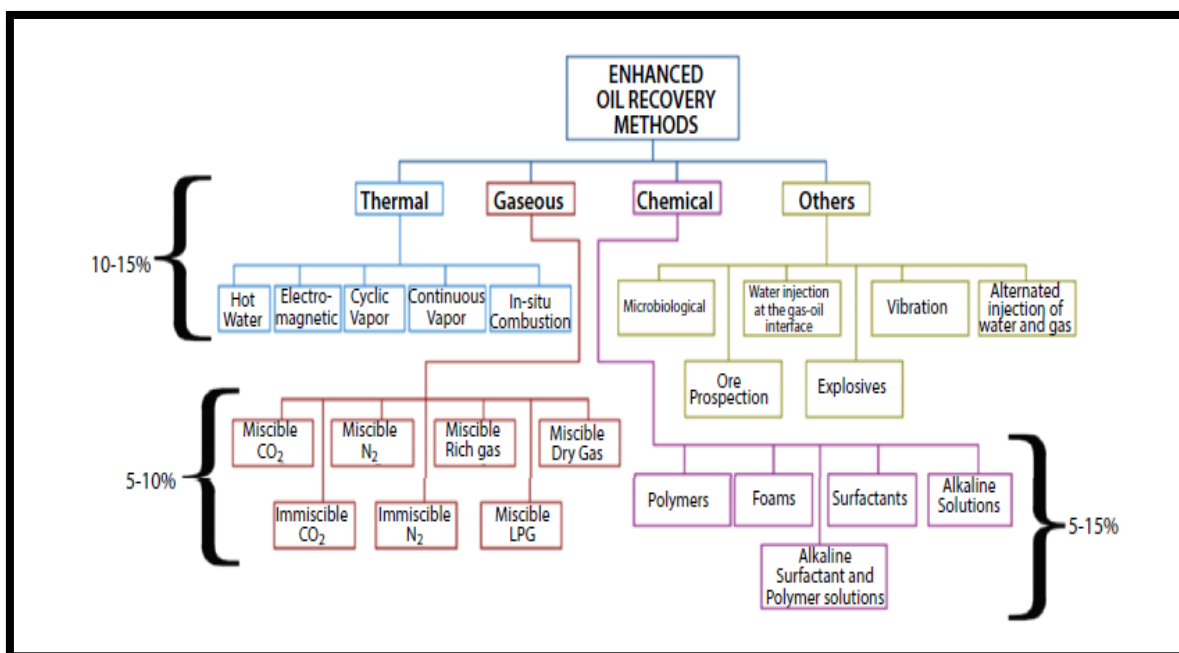 ENHANCED
OIL RECOVERY
METHODS
Thermal
Gaseous
Chemical
Others
10-15%
Hot
Water
Electro-
magnetic
Cyclic
Vapor
Continuous
Vapor
In-situ
Combustion
Microbiological
Water injection
at the gas-oil
interface
Vibration
Alternated
injection of
water and gas
Ore
Prospection
Explosives
5-10%
Miscible
CO₂
Miscible
N₂
Miscible
Rich gas
Miscible
Dry Gas
Immiscible
CO₂
Immiscible
N₂
Miscible
LPG
Polymers
Foams
Surfactants
Alkaline
Solutions
Alkaline
Surfactant and
Polymer solutions
5-15%